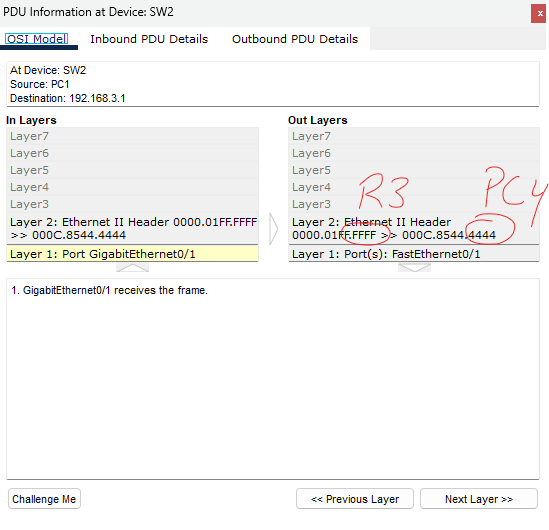 PDU Information at Device: SW2
x
OSI Model
Inbound PDU Details
Outbound PDU Details
At Device: SW2
Source: PC1
Destination: 192.168.3.1
In Layers
Layer7
Layer6
Layer5
Layer4
Layer3
Layer 2: Ethernet II Header 0000.01FF.FFFF
>> 000C.8544.4444
Layer 1: Port GigabitEthernet0/1
Out Layers
Layer7
Layer6
Layer5
Layer4
Layer3
R3
PC4
Layer 2: Ethernet II Header
0000.01FF.FFFF >> 000C.8544.4444
Layer 1: Port(s): FastEthernet0/1
1. GigabitEthernet0/1 receives the frame.
Challenge Me
<< Previous Layer
Next Layer >>